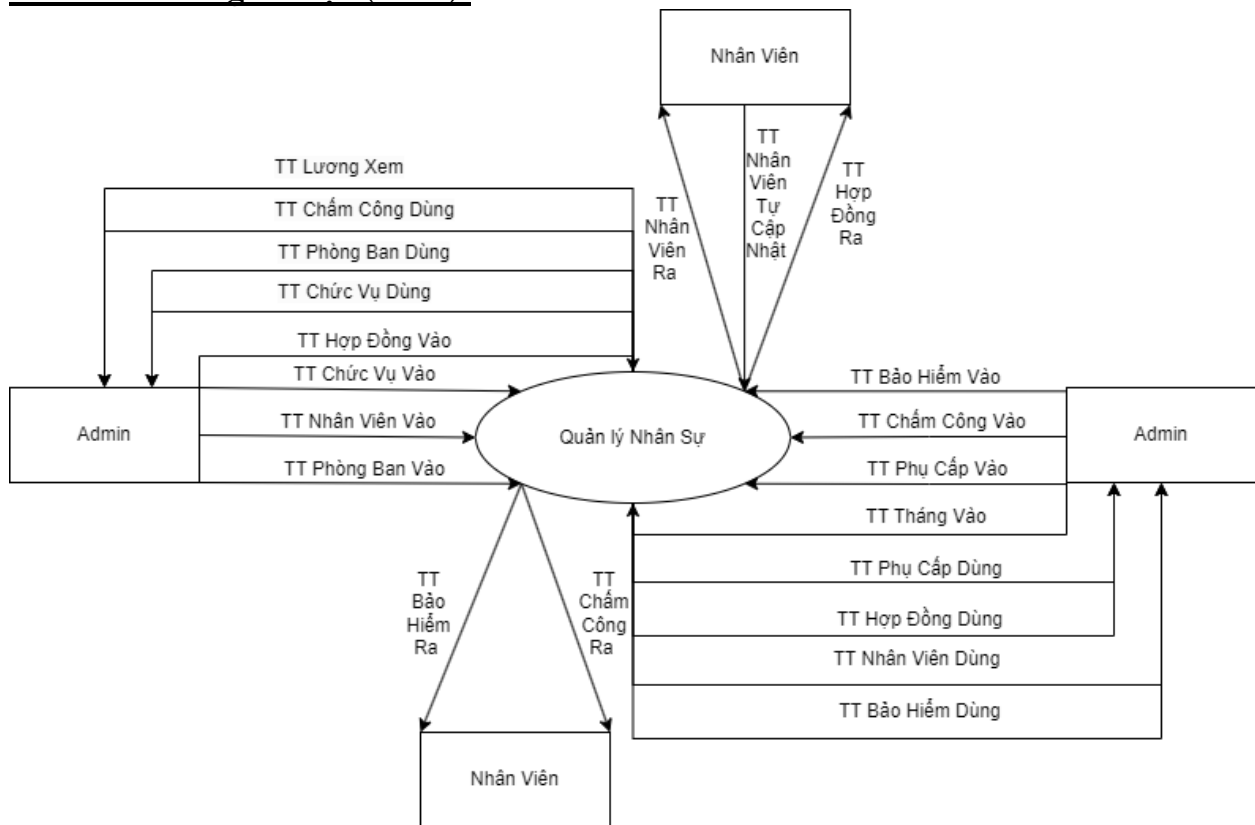 Nhân Viên
TT Lương Xem
TT Chấm Công Dùng
TT Phòng Ban Dùng
TT Chức Vụ Dùng
TT Hợp Đồng Vào
TT Chức Vụ Vào
TT Nhân Viên Vào
TT Phòng Ban Vào
Admin
TT
Nhân
Viên
Ra
TT
Nhân
Viên
Tự
Cập
Nhật
TT
Hợp
Đồng
Ra
Quản lý Nhân Sự
TT Bảo Hiểm Vào
TT Chấm Công Vào
TT Phụ Cấp Vào
TT Tháng Vào
Admin
TT Phụ Cấp Dùng
TT Hợp Đồng Dùng
TT Nhân Viên Dùng
TT Bảo Hiểm Dùng
TT
Bảo
Hiểm
Ra
TT
Chấm
Công
Ra
Nhân Viên